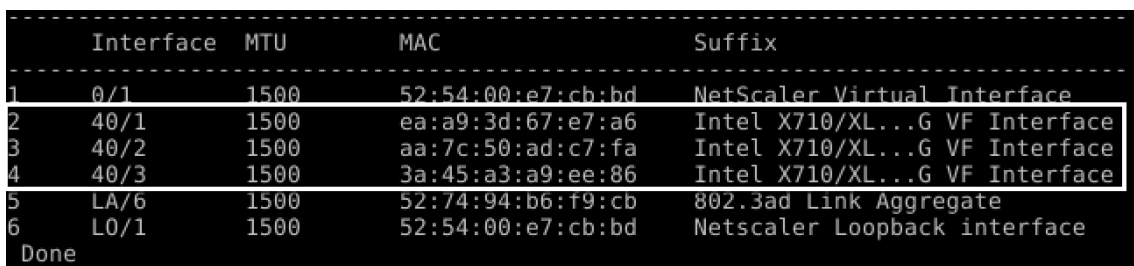 Interface MTU MAC Suffix
1 0/1 1500 52:54:00:e7:cb:bd NetScaler Virtual Interface
2 40/1 1500 ea:a9:3d:67:e7:a6 Intel X710/XL...G VF Interface
3 40/2 1500 aa:7c:50:ad:c7:fa Intel X710/XL...G VF Interface
4 40/3 1500 3a:45:a3:a9:ee:86 Intel X710/XL...G VF Interface
5 LA/6 1500 52:74:94:b6:f9:cb 802.3ad Link Aggregate
6 LO/1 1500 52:54:00:e7:cb:bd Netscaler Loopback interface
Done